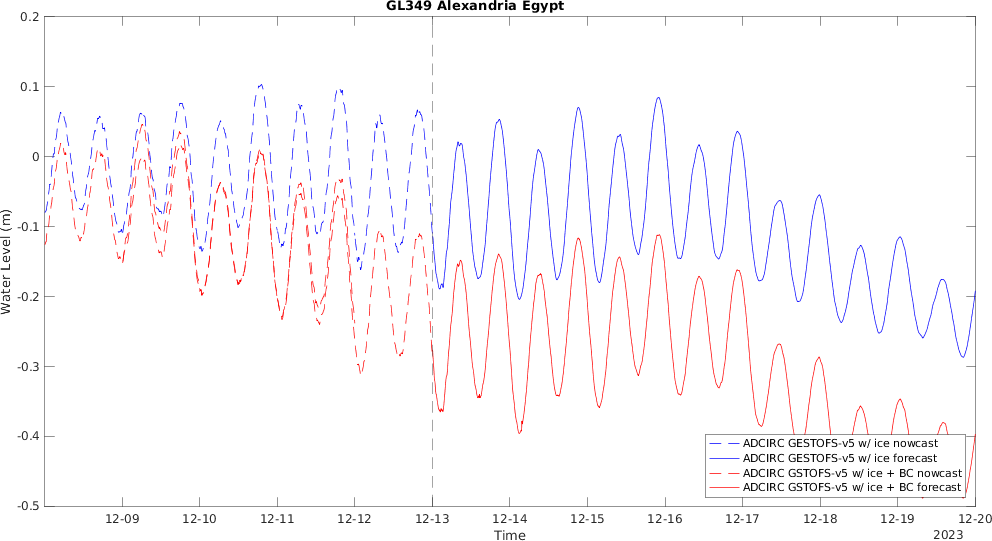 GL349 Alexandria Egypt
0.2
0.1
0
-0.1
-0.2
-0.3
-0.4
-0.5
Water Level (m)
ADCIRC GESTOFS-v5 w/ ice nowcast
ADCIRC GESTOFS-v5 w/ ice forecast
ADCIRC GSTOFS-v5 w/ ice + BC nowcast
ADCIRC GSTOFS-v5 w/ ice + BC forecast
12-09 12-10 12-11 12-12 12-13 12-14 12-15 12-16 12-17 12-18 12-19 12-20
Time
2023